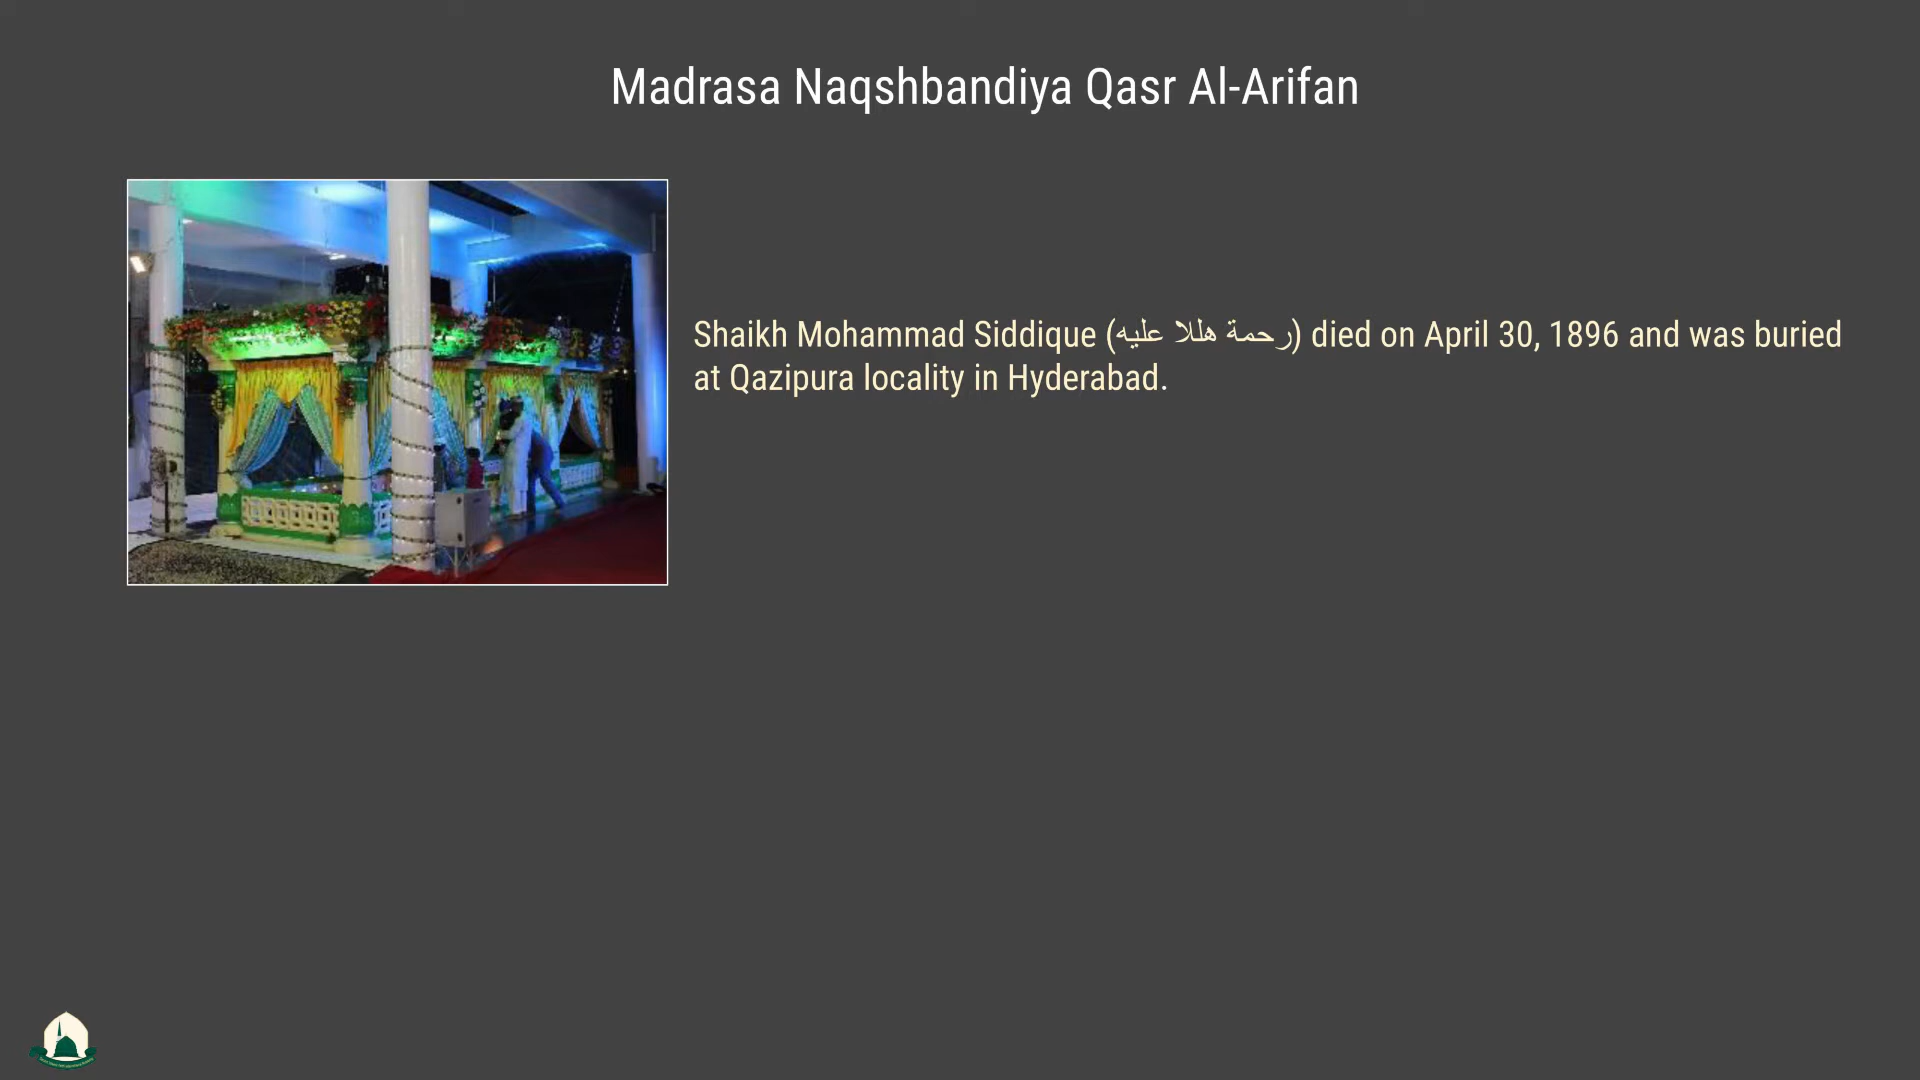 Madrasa Naqshbandiya Qasr Al-Arifan
Shaikh Mohammad Siddique (رحمة هللا عليه) died on April 30, 1896 and was buried
at Qazipura locality in Hyderabad.